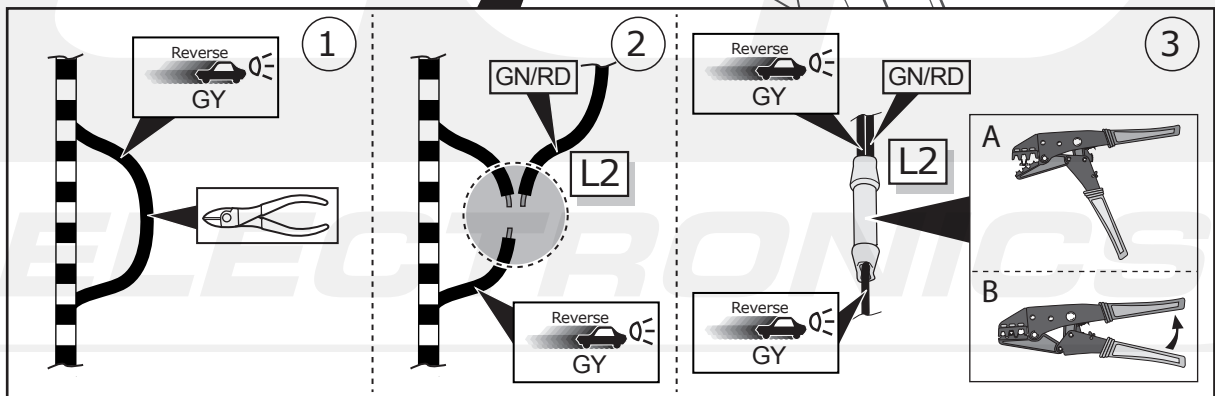 1
Reverse
GY
2
GN/RD
L2
Reverse
GY
3
Reverse
GY
GN/RD
L2
Reverse
GY
A
B
ELECTRONICS